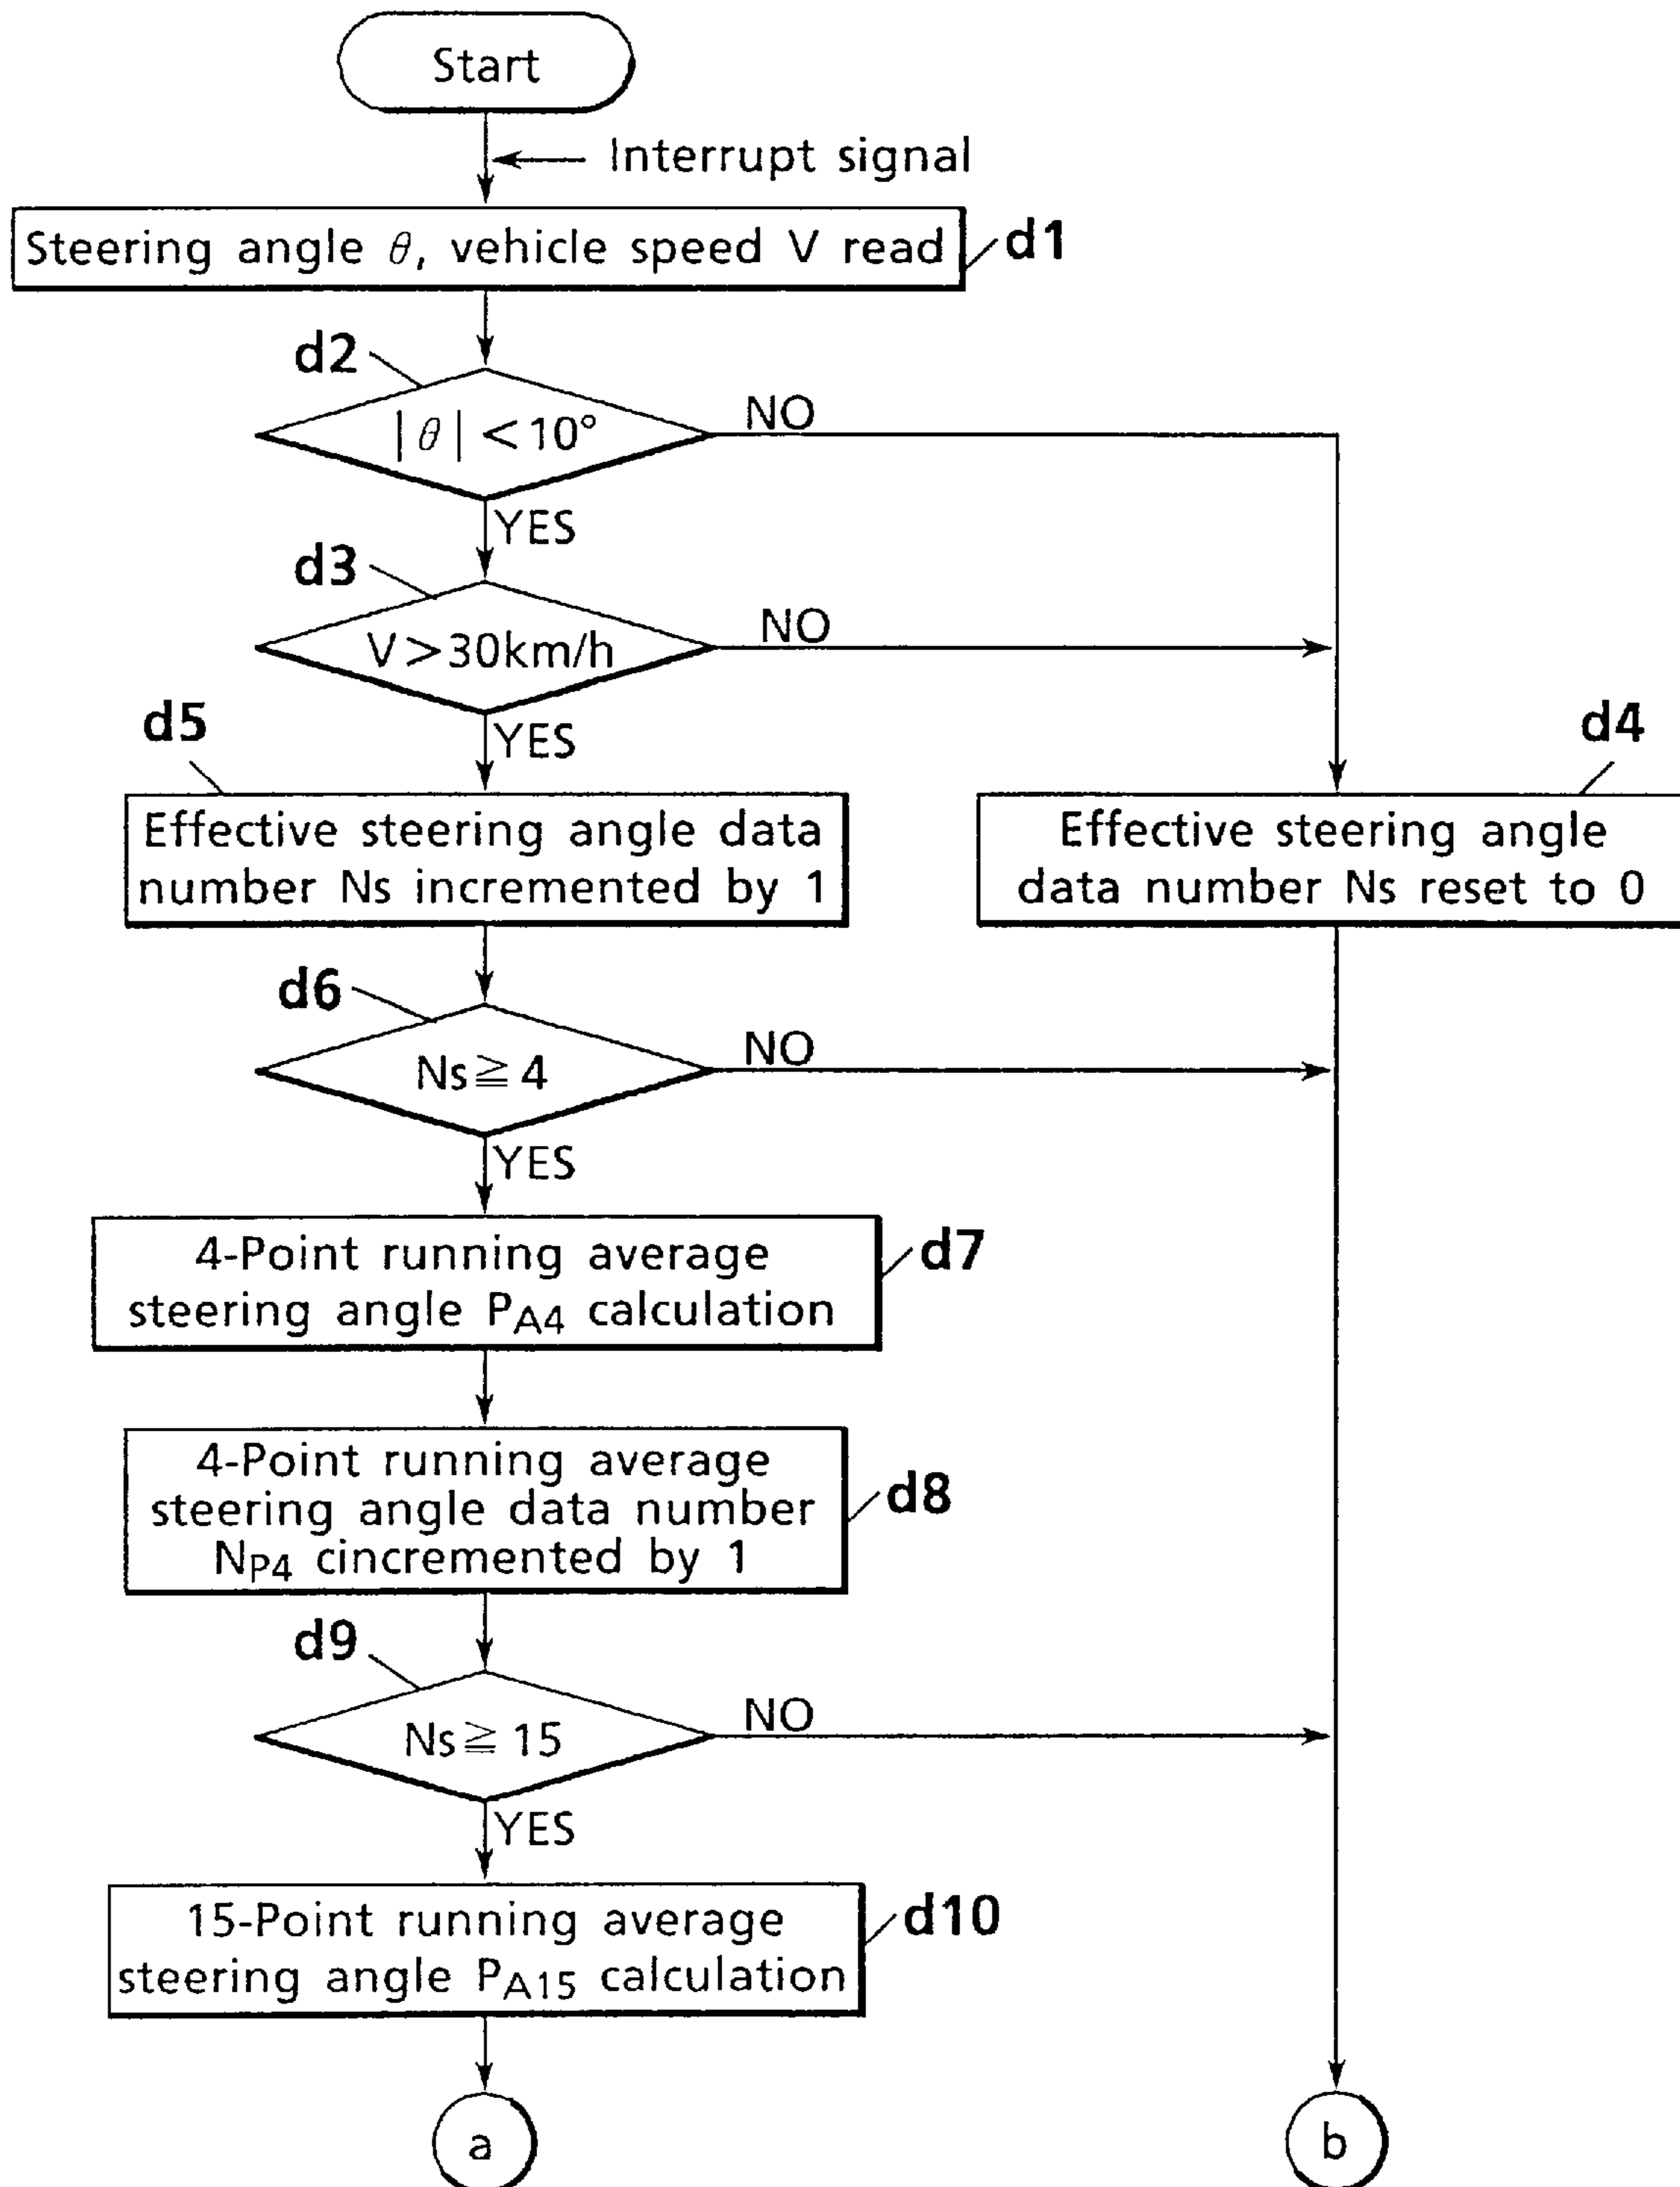 Start
Interrupt signal
Steering angle θ, vehicle speed V read
d1
d2
|θ| < 10°
NO
YES
d3
V > 30km/h
NO
YES
d5
Effective steering angle data
number Ns incremented by 1
d4
Effective steering angle
data number Ns reset to 0
d6
Ns ≧ 4
NO
YES
4-Point running average
steering angle PA4 calculation
d7
4-Point running average
steering angle data number
NP4 cincremented by 1
d8
d9
Ns ≧ 15
NO
YES
15-Point running average
steering angle PA15 calculation
d10
a
b